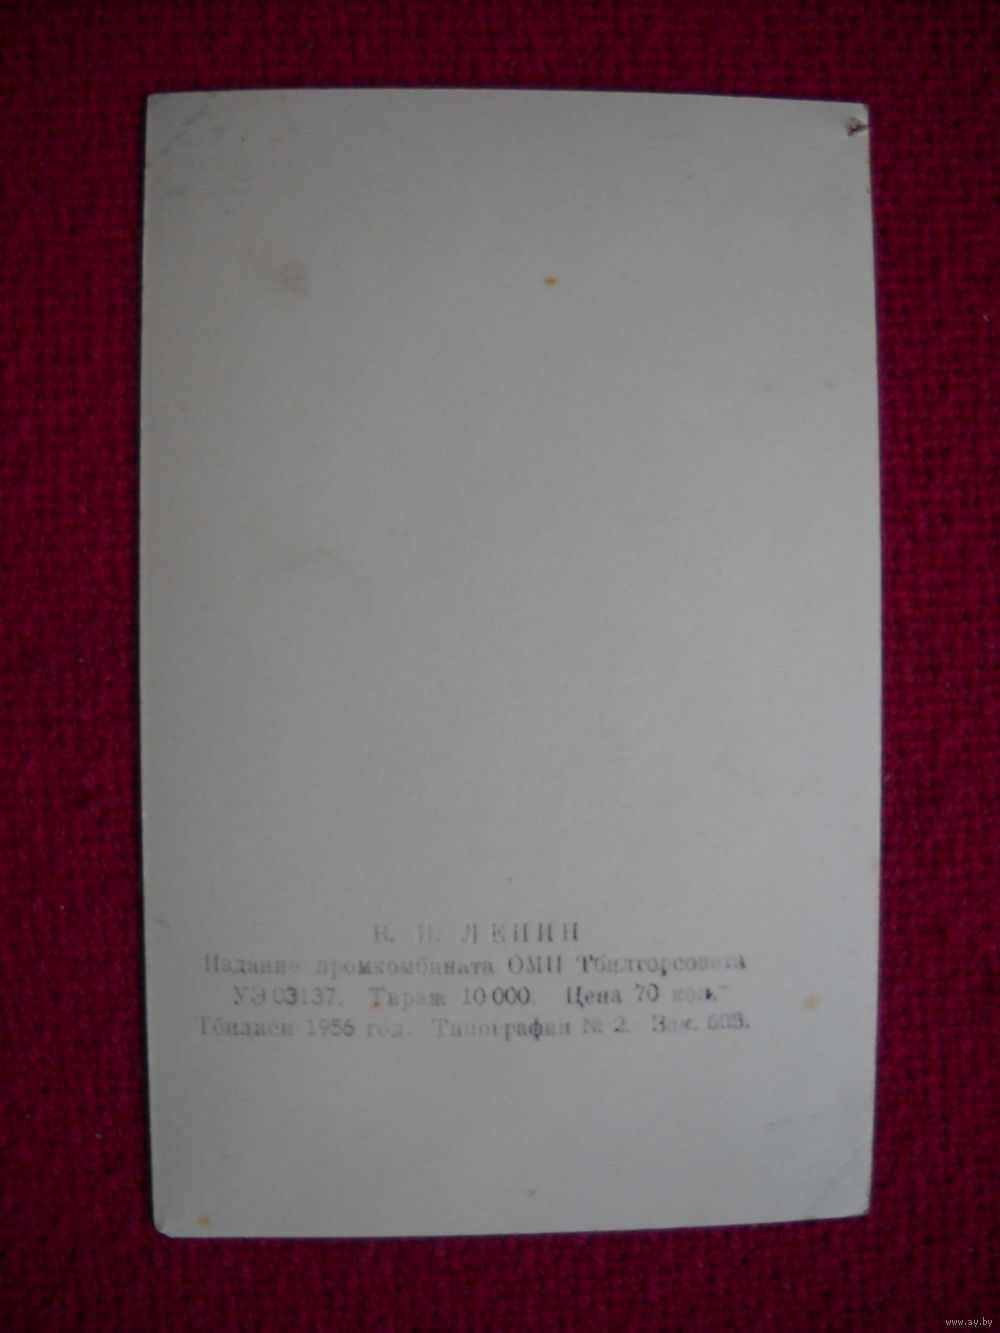 В. И. ЛЕНИН
Издание промкомбината ОМП Тбилгорсовета
УЭ 03137. Тираж 10 000. Цена 70 коп.
Тбилиси 1956 год. Типография № 2. Зак. 603.
www.ay.by